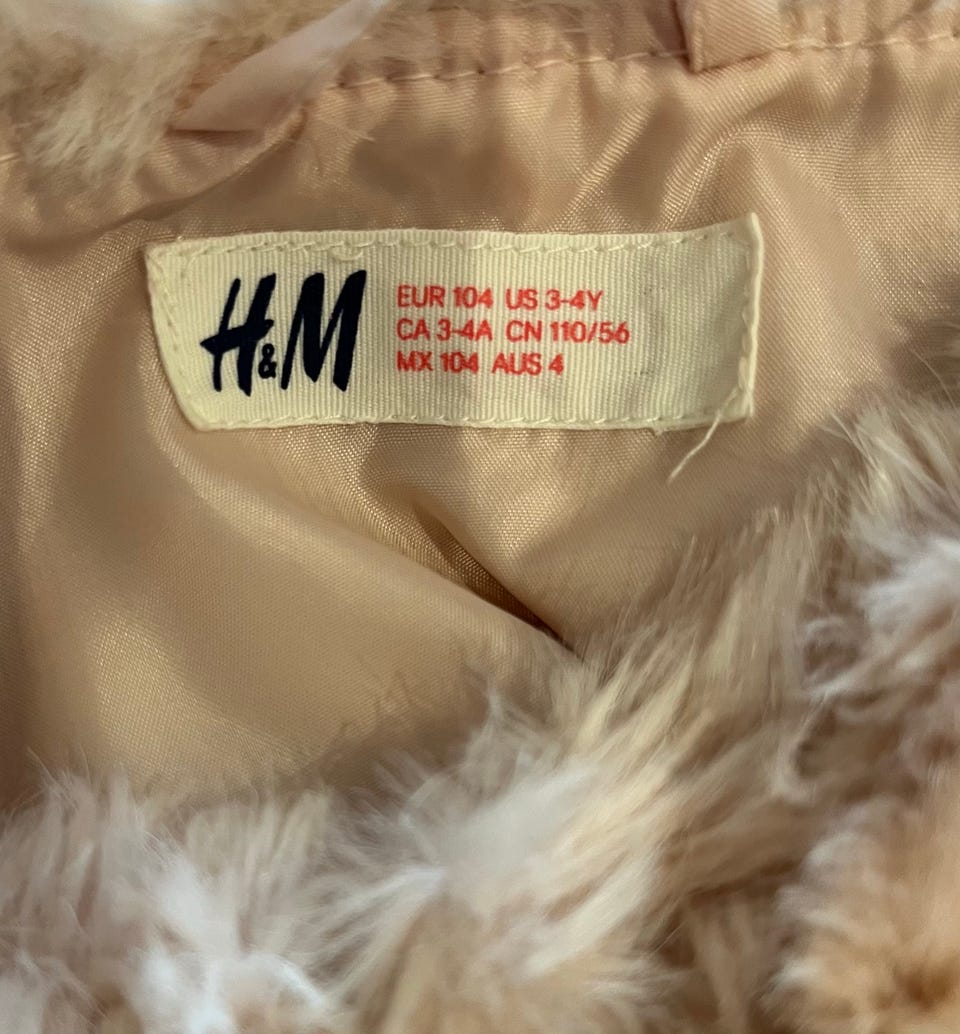 H&M
EUR 104 US 3-4Y
CA 3-4A CN 110/56
MX 104 AUS 4